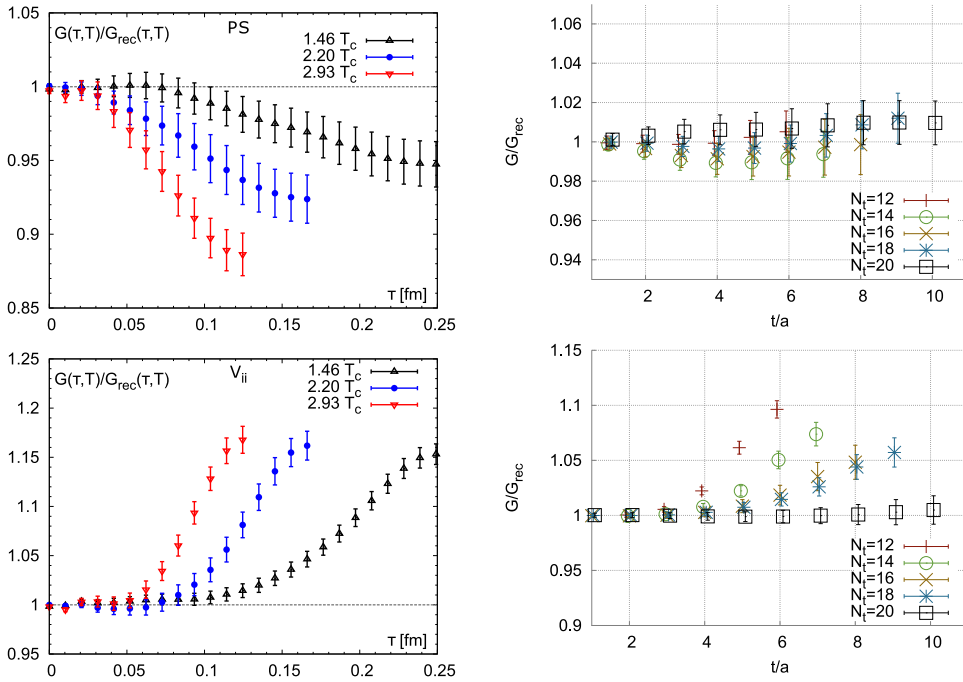 1.05
1
0.95
0.9
0.85
G(τ,T)/G_rec(τ,T)
PS
1.46 T_c
2.20 T_c
2.93 T_c
τ [fm]
0 0.05 0.1 0.15 0.2 0.25
1.06
1.04
1.02
1
0.98
0.96
0.94
G/G_rec
N_t=12
N_t=14
N_t=16
N_t=18
N_t=20
2 4 6 8 10
t/a
1.25
1.2
1.15
1.1
1.05
1
0.95
G(τ,T)/G_rec(τ,T)
V_ii
1.46 T_c
2.20 T_c
2.93 T_c
τ [fm]
0 0.05 0.1 0.15 0.2 0.25
1.15
1.1
1.05
1
0.95
0.9
G/G_rec
N_t=12
N_t=14
N_t=16
N_t=18
N_t=20
2 4 6 8 10
t/a